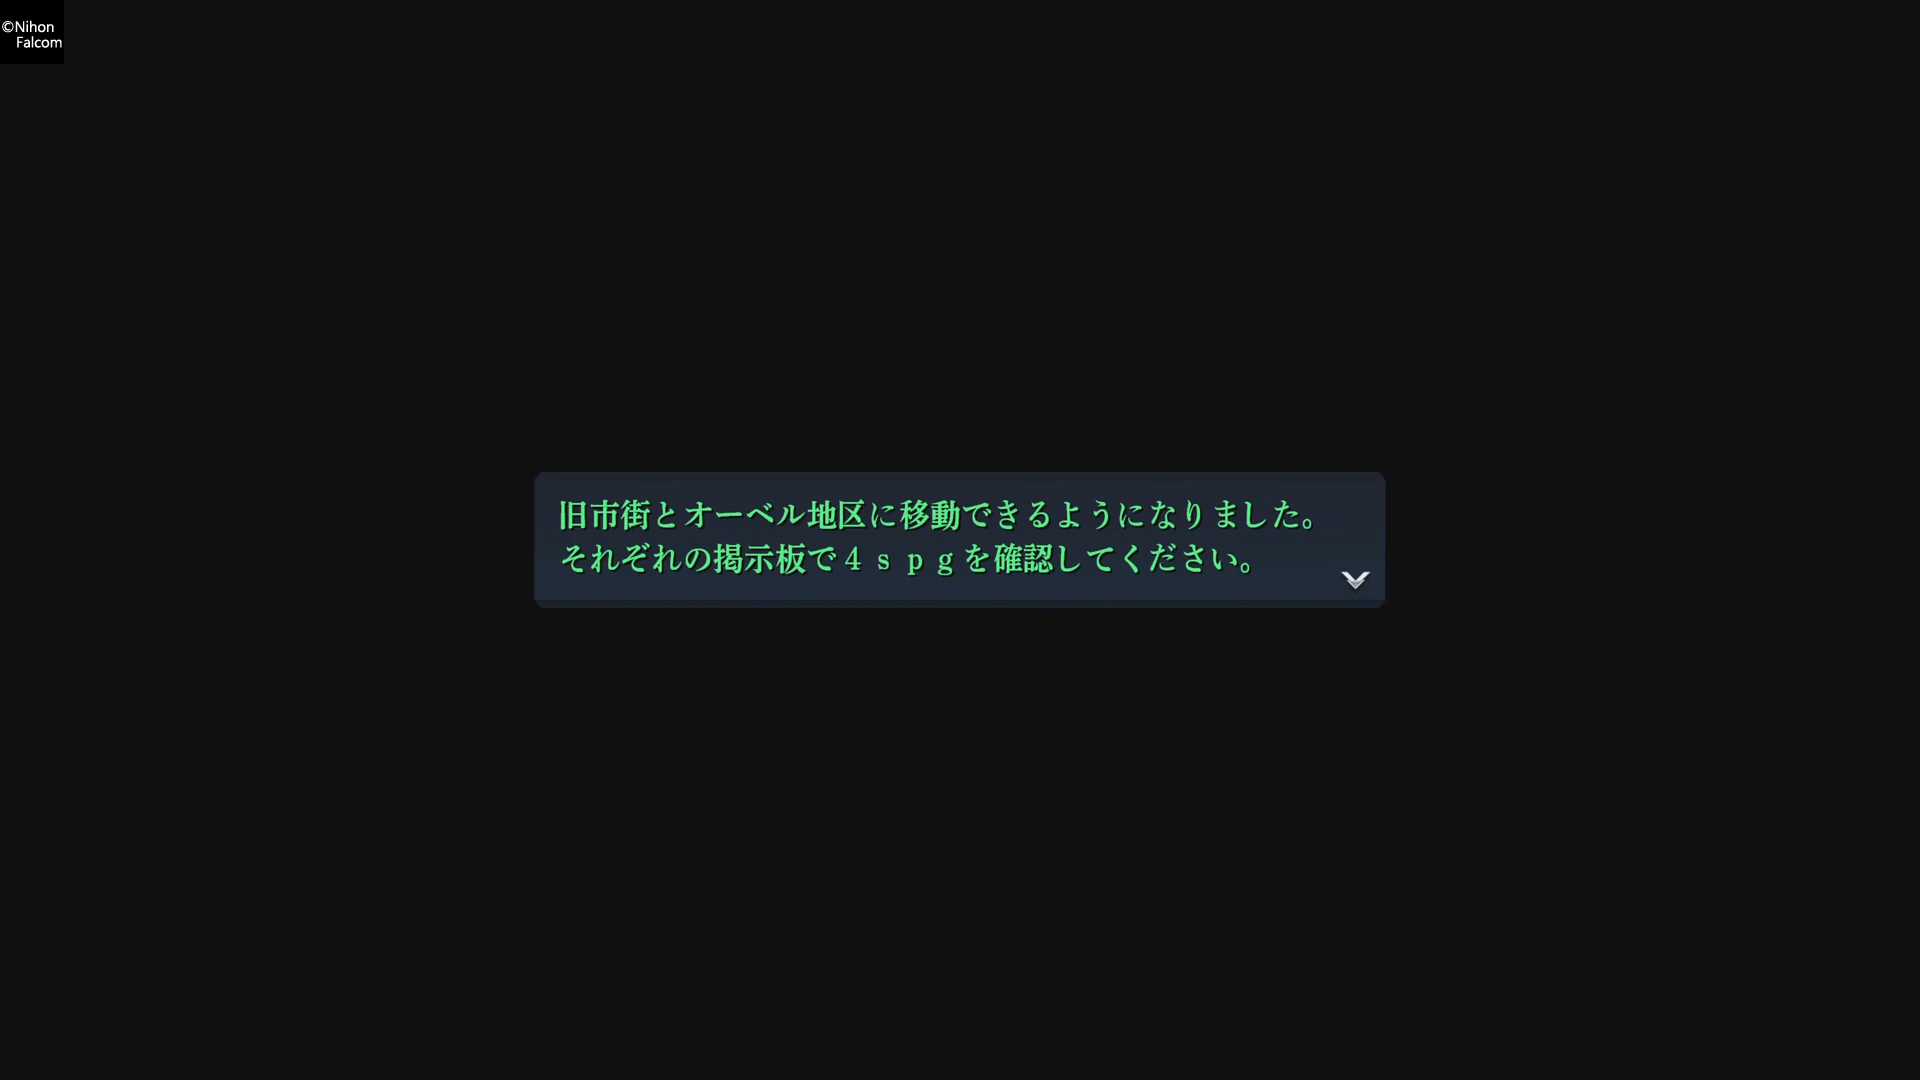 ©Nihon
Falcom
旧市街とオーベル地区に移動できるようになりました。
それぞれの掲示板で４ｓｐｇを確認してください。